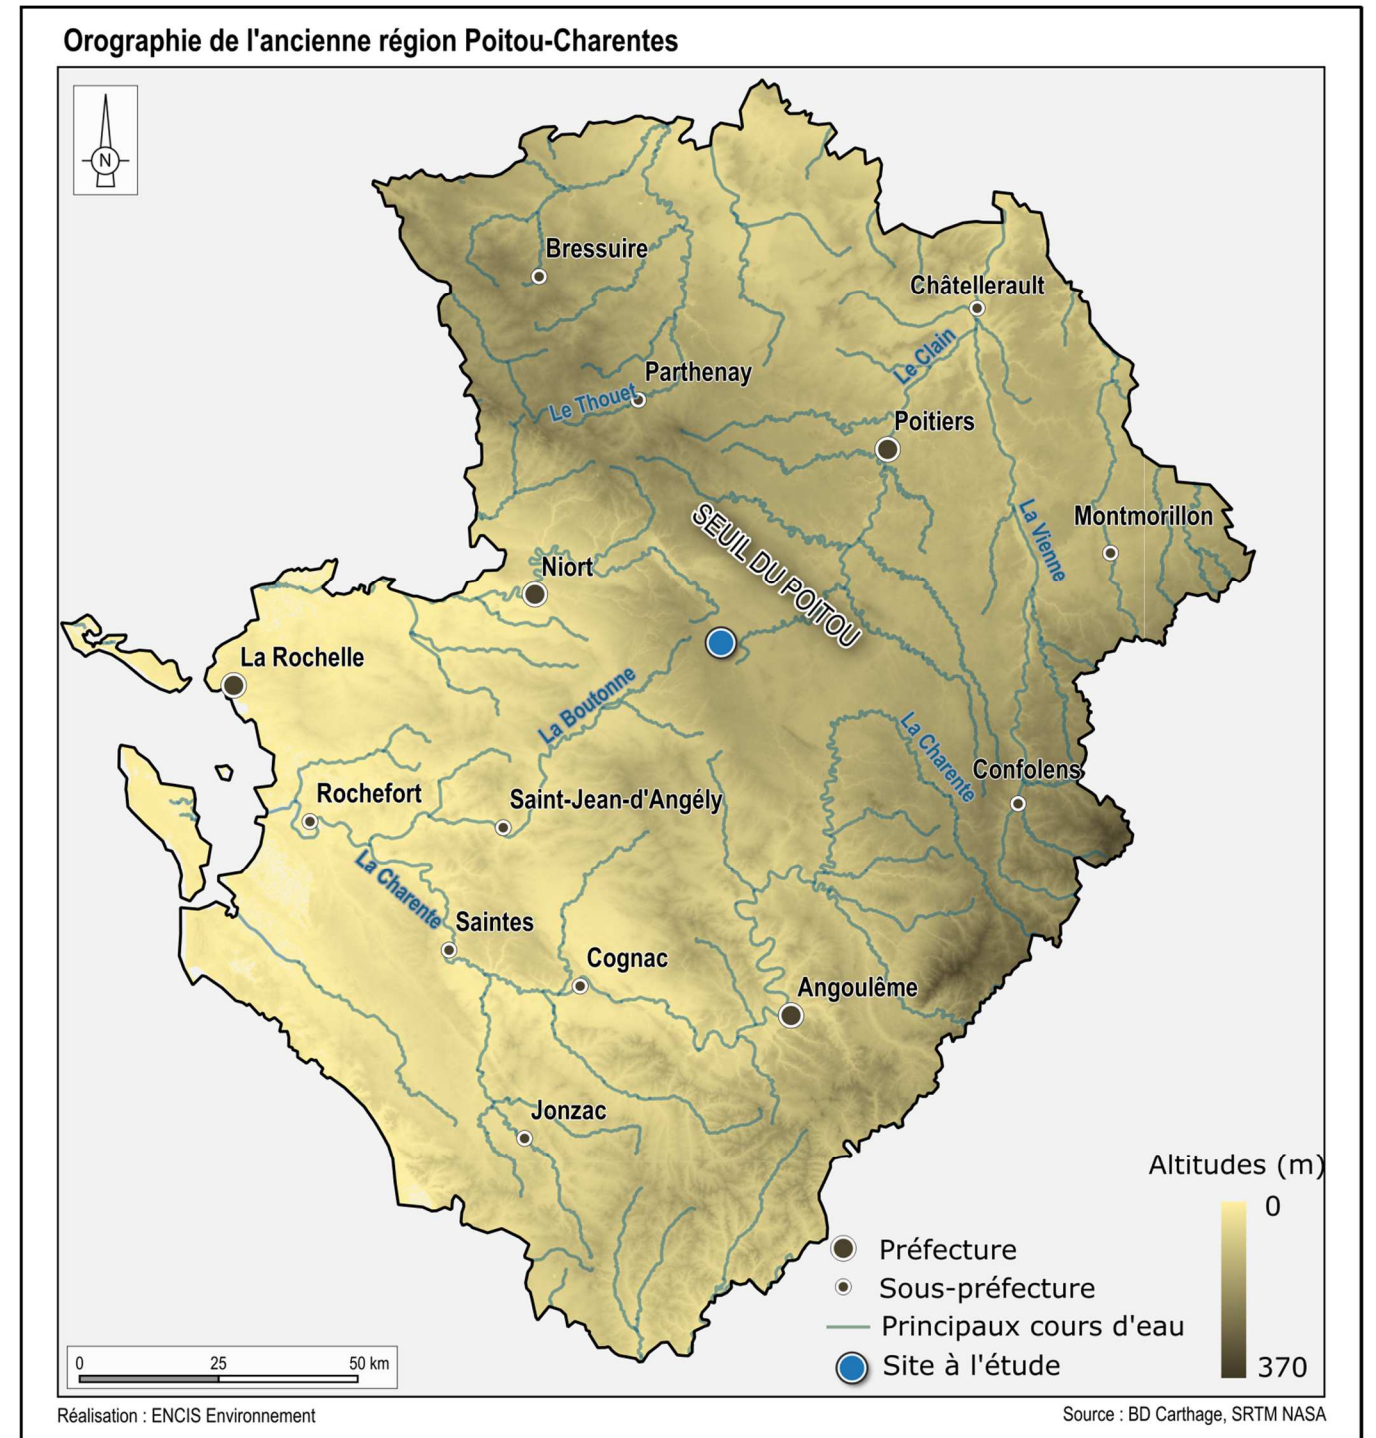 Orographie de l'ancienne région Poitou-Charentes
N
Bressuire
Châtellerault
Le Clain
Parthenay
Le Thouet
Poitiers
SEUIL DU POITOU
La Vienne
Montmorillon
Niort
La Rochelle
La Boutonne
La Charente
Confolens
Rochefort
Saint-Jean-d'Angély
La Charente
Saintes
Cognac
Angoulême
Jonzac
Altitudes (m)
0
370
Préfecture
Sous-préfecture
Principaux cours d'eau
Site à l'étude
0 25 50 km
Réalisation : ENCIS Environnement
Source : BD Carthage, SRTM NASA